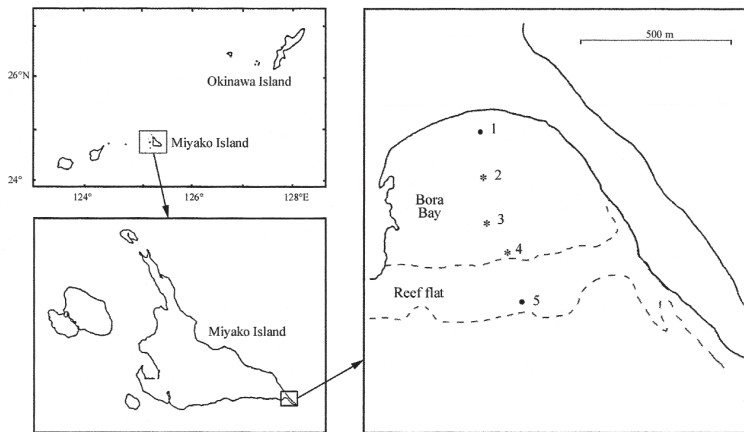 26°N
Okinawa Island
Miyako Island
24°
124°
126°
128°E
Miyako Island
500 m
1
2
Bora
Bay
3
4
Reef flat
5